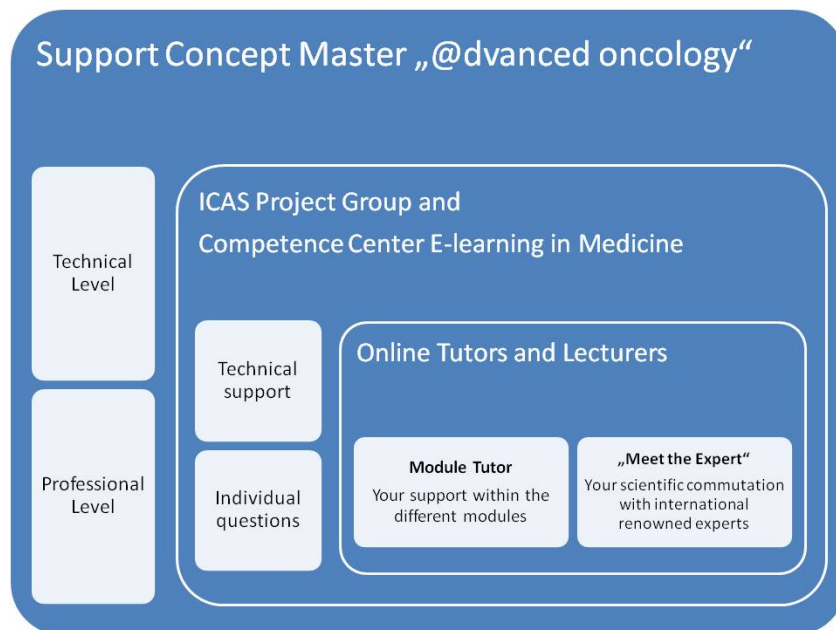 Support Concept Master „@dvanced oncology“
Technical
Level
Professional
Level
ICAS Project Group and
Competence Center E-learning in Medicine
Technical
support
Individual
questions
Online Tutors and Lecturers
Module Tutor
Your support within the
different modules
„Meet the Expert“
Your scientific commutation
with international
renowned experts